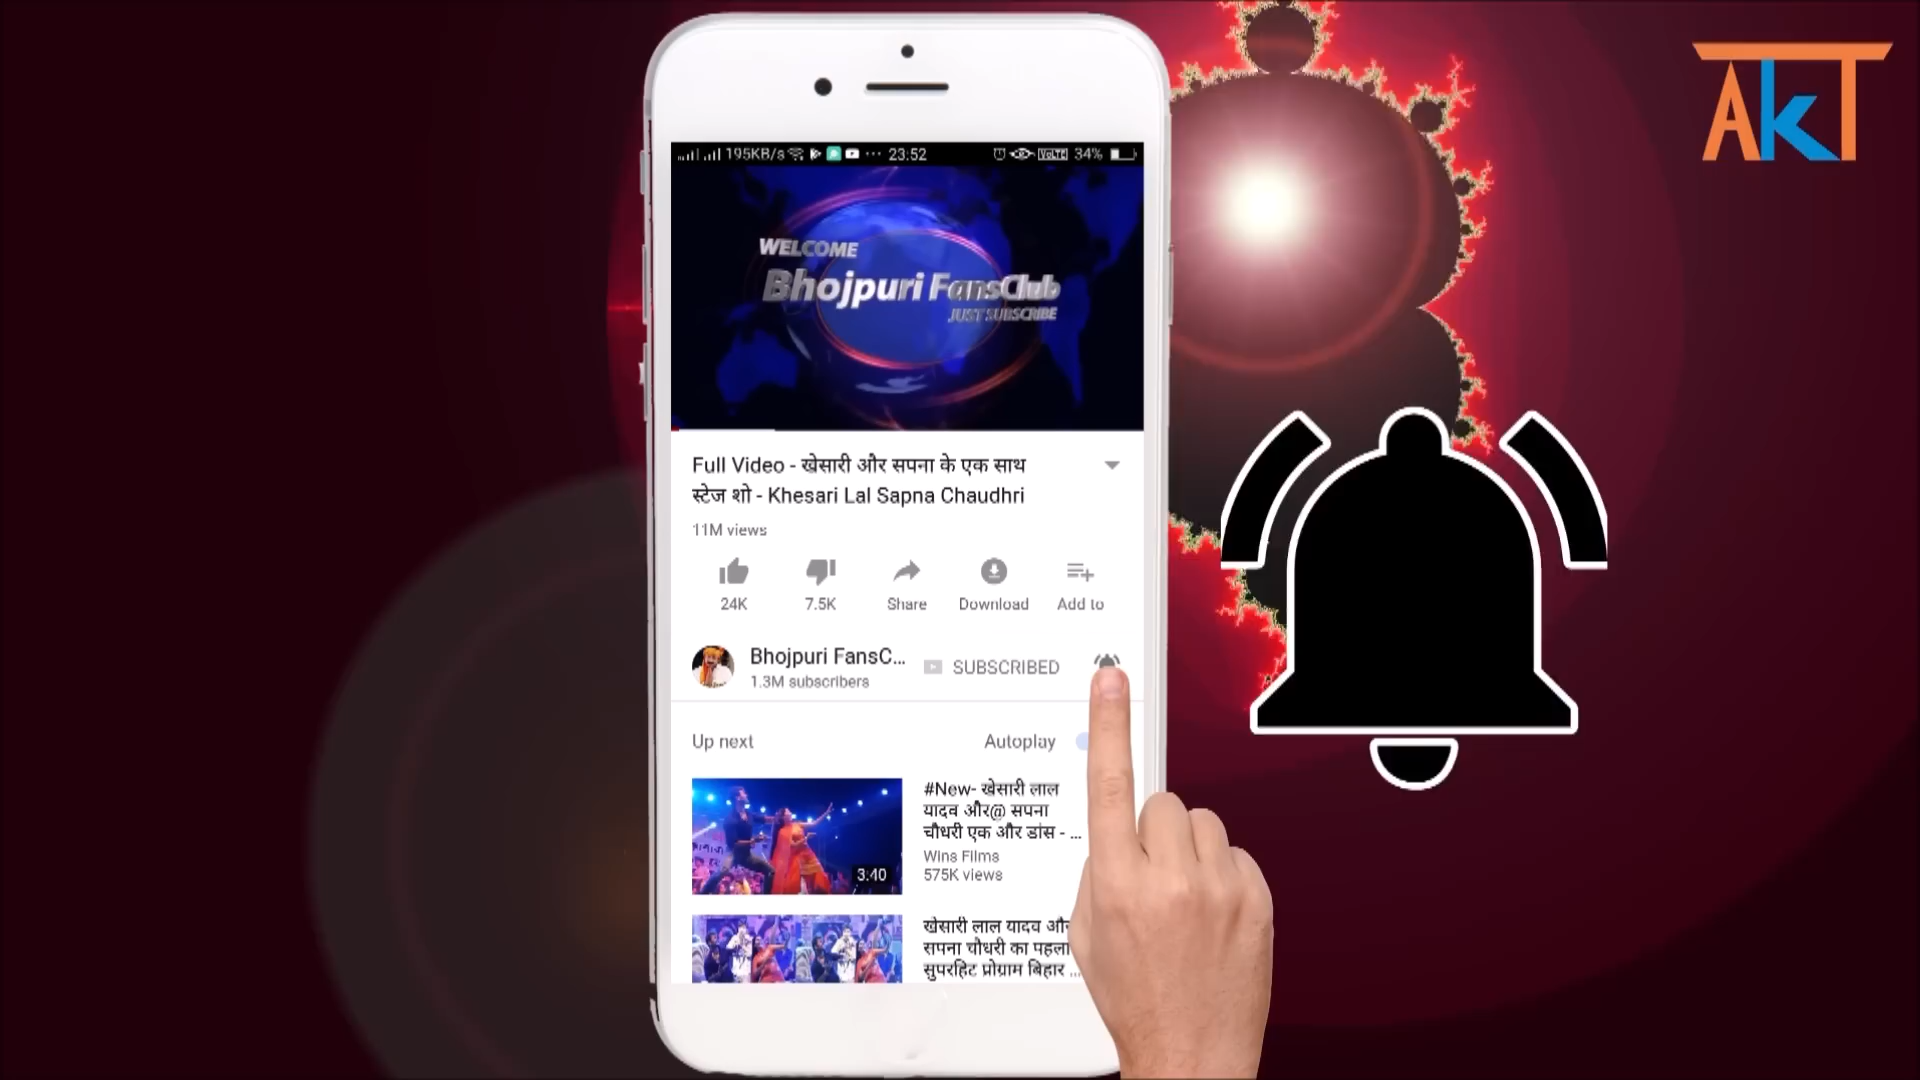 AKT
195KB/s ... 23:52 VoLTE 34%
WELCOME
Bhojpuri FansClub
JUST SUBSCRIBE
Full Video - खेसारी और सपना के एक साथ
स्टेज शो - Khesari Lal Sapna Chaudhri
11M views
24K 7.5K Share Download Add to
Bhojpuri FansC...
SUBSCRIBED
1.3M subscribers
Up next Autoplay
#New- खेसारी लाल
यादव और@ सपना
चौधरी एक और डांस - ...
Wins Films
575K views
3:40
खेसारी लाल यादव और
सपना चौधरी का पहला
सुपरहिट प्रोग्राम बिहार ...